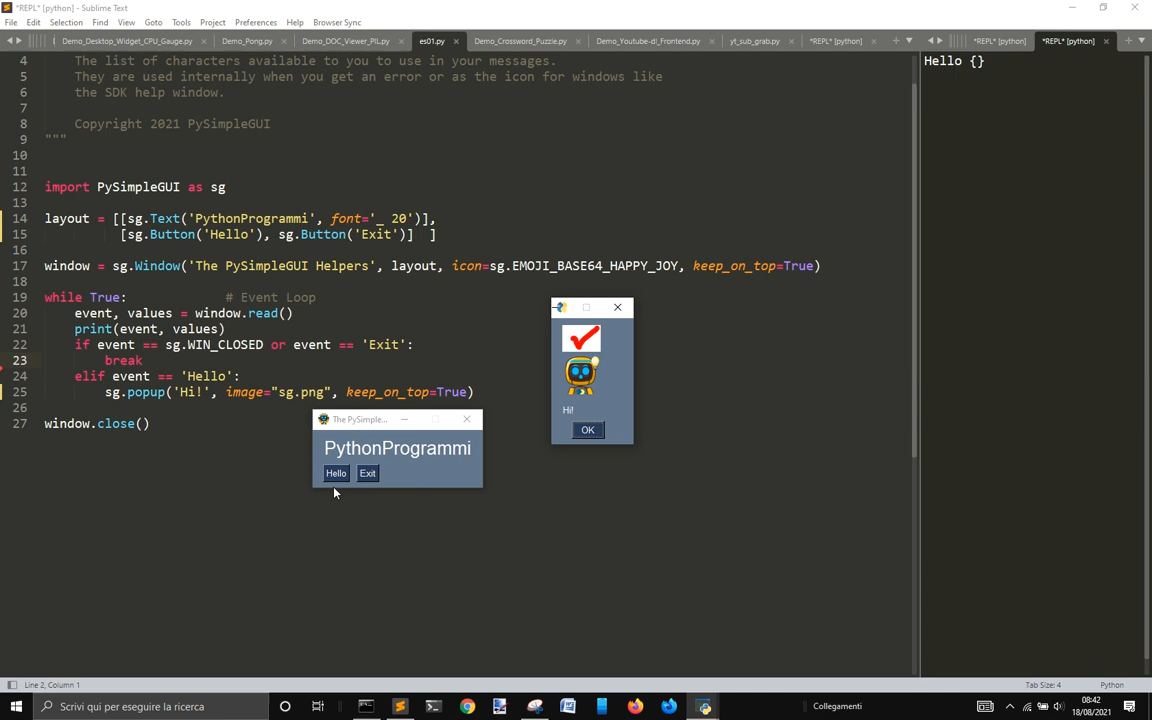 *REPL* [python] - Sublime Text
File Edit Selection Find View Goto Tools Project Preferences Help Browser Sync
Demo_Desktop_Widget_CPU_Gauge.py Demo_Pong.py Demo_DOC_Viewer_PIL.py es01.py Demo_Crossword_Puzzle.py Demo_Youtube-dl_Frontend.py yt_sub_grab.py *REPL* [python] *REPL* [python] *REPL* [python]
4 The list of characters available to you to use in your messages.
5 They are used internally when you get an error or as the icon for windows like
6 the SDK help window.
7
8 Copyright 2021 PySimpleGUI
9 """
10
11
12 import PySimpleGUI as sg
13
14 layout = [[sg.Text('PythonProgrammi', font='_ 20')],
15 [sg.Button('Hello'), sg.Button('Exit')] ]
16
17 window = sg.Window('The PySimpleGUI Helpers', layout, icon=sg.EMOJI_BASE64_HAPPY_JOY, keep_on_top=True)
18
19 while True: # Event Loop
20 event, values = window.read()
21 print(event, values)
22 if event == sg.WIN_CLOSED or event == 'Exit':
23 break
24 elif event == 'Hello':
25 sg.popup('Hi!', image="sg.png", keep_on_top=True)
26
27 window.close()
Hello {}
Hi!
OK
The PySimple...
PythonProgrammi
Hello Exit
Line 2, Column 1 Tab Size: 4 Python
Scrivi qui per eseguire la ricerca Collegamenti 08:42
18/08/2021